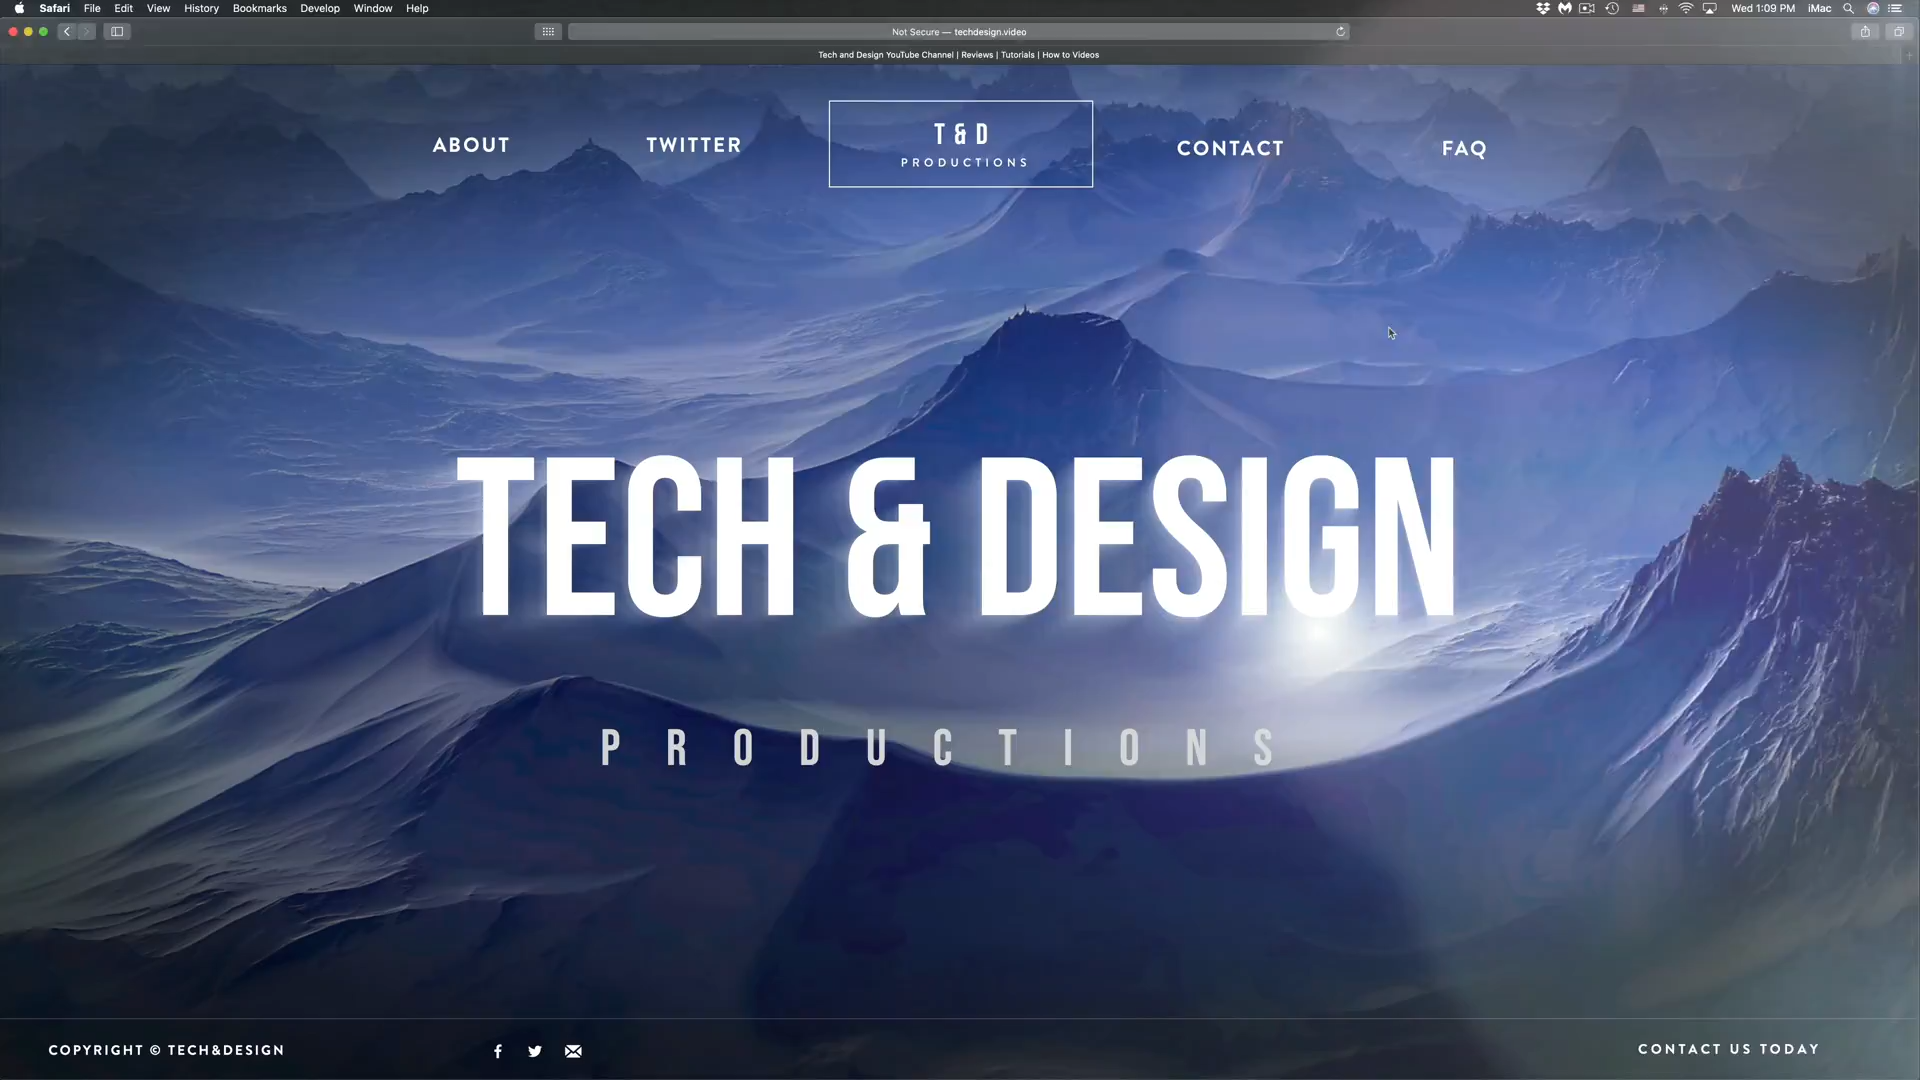 Safari File Edit View History Bookmarks Develop Window Help Wed 1:09 PM iMac
Not Secure — techdesign.video
Tech and Design YouTube Channel | Reviews | Tutorials | How to Videos
ABOUT TWITTER CONTACT FAQ
T & D
PRODUCTIONS
TECH & DESIGN
PRODUCTIONS
COPYRIGHT © TECH&DESIGN CONTACT US TODAY